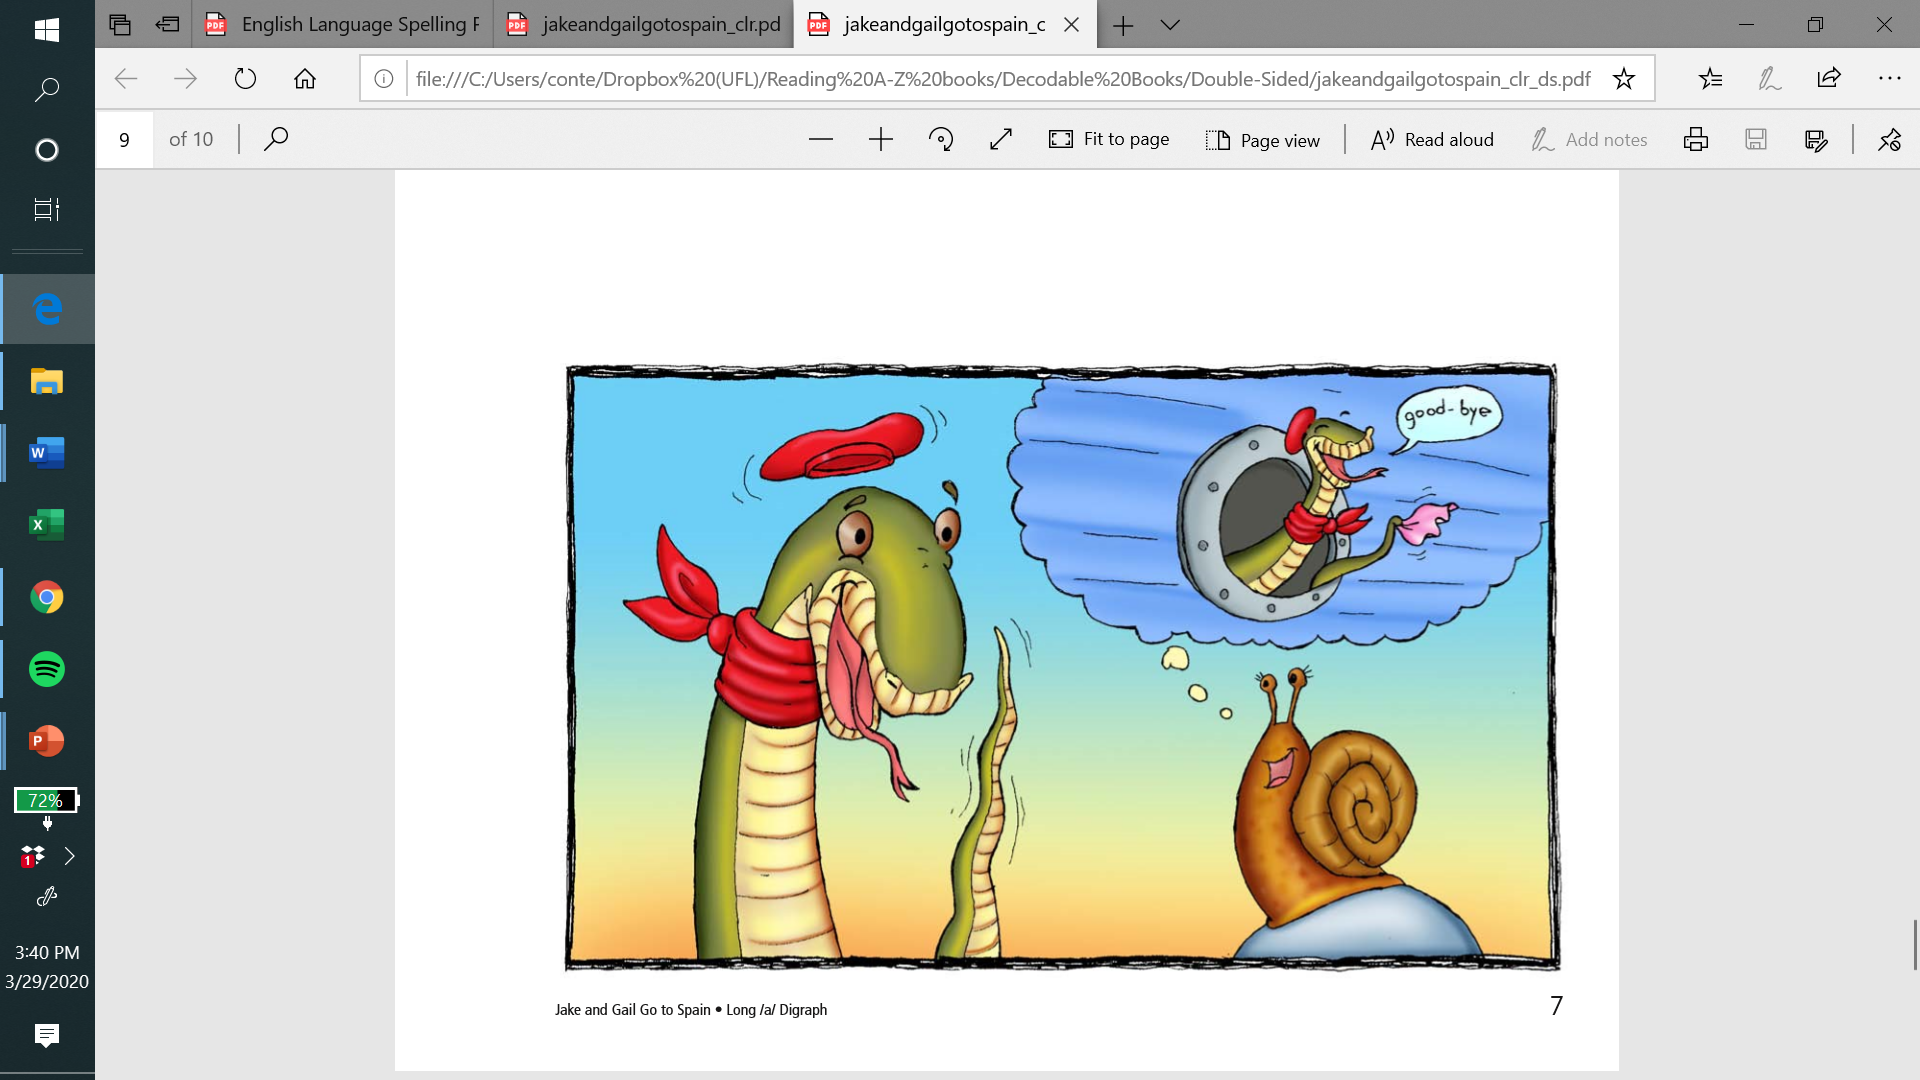 English Language Spelling F
jakeandgailgotospain_clr.pd
jakeandgailgotospain_c
file:///C:/Users/conte/Dropbox%20(UFL)/Reading%20A-Z%20books/Decodable%20Books/Double-Sided/jakeandgailgotospain_clr_ds.pdf
9 of 10
Fit to page
Page view
Read aloud
Add notes
good-bye
Jake and Gail Go to Spain • Long /a/ Digraph
7
72%
1
3:40 PM
3/29/2020